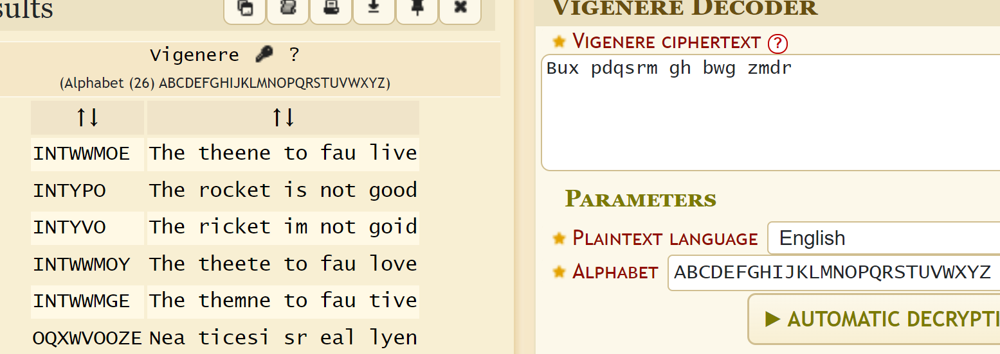 sults
Vigenere ?
(Alphabet (26) ABCDEFGHIJKLMNOPQRSTUVWXYZ)
↑↓ ↑↓
INTWWMOE The theene to fau live
INTYPO The rocket is not good
INTYVO The ricket im not goid
INTWWMOY The theete to fau love
INTWWMGE The themne to fau tive
OQXWVOOZE Nea ticesi sr eal lyen
VIGENERE DECODER
VIGENERE CIPHERTEXT ?
Bux pdqsrm gh bwg zmdr
PARAMETERS
PLAINTEXT LANGUAGE English
ALPHABET ABCDEFGHIJKLMNOPQRSTUVWXYZ
▶ AUTOMATIC DECRYPTI